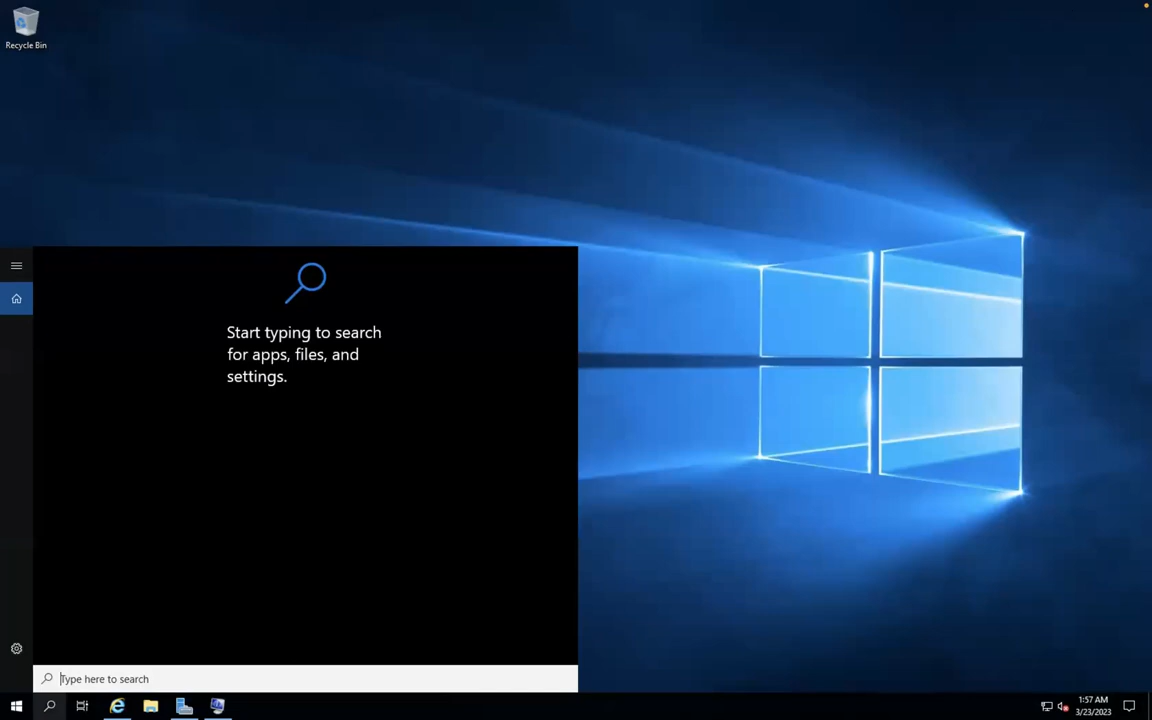 Recycle Bin
Start typing to search
for apps, files, and
settings.
Type here to search
1:57 AM
3/23/2023